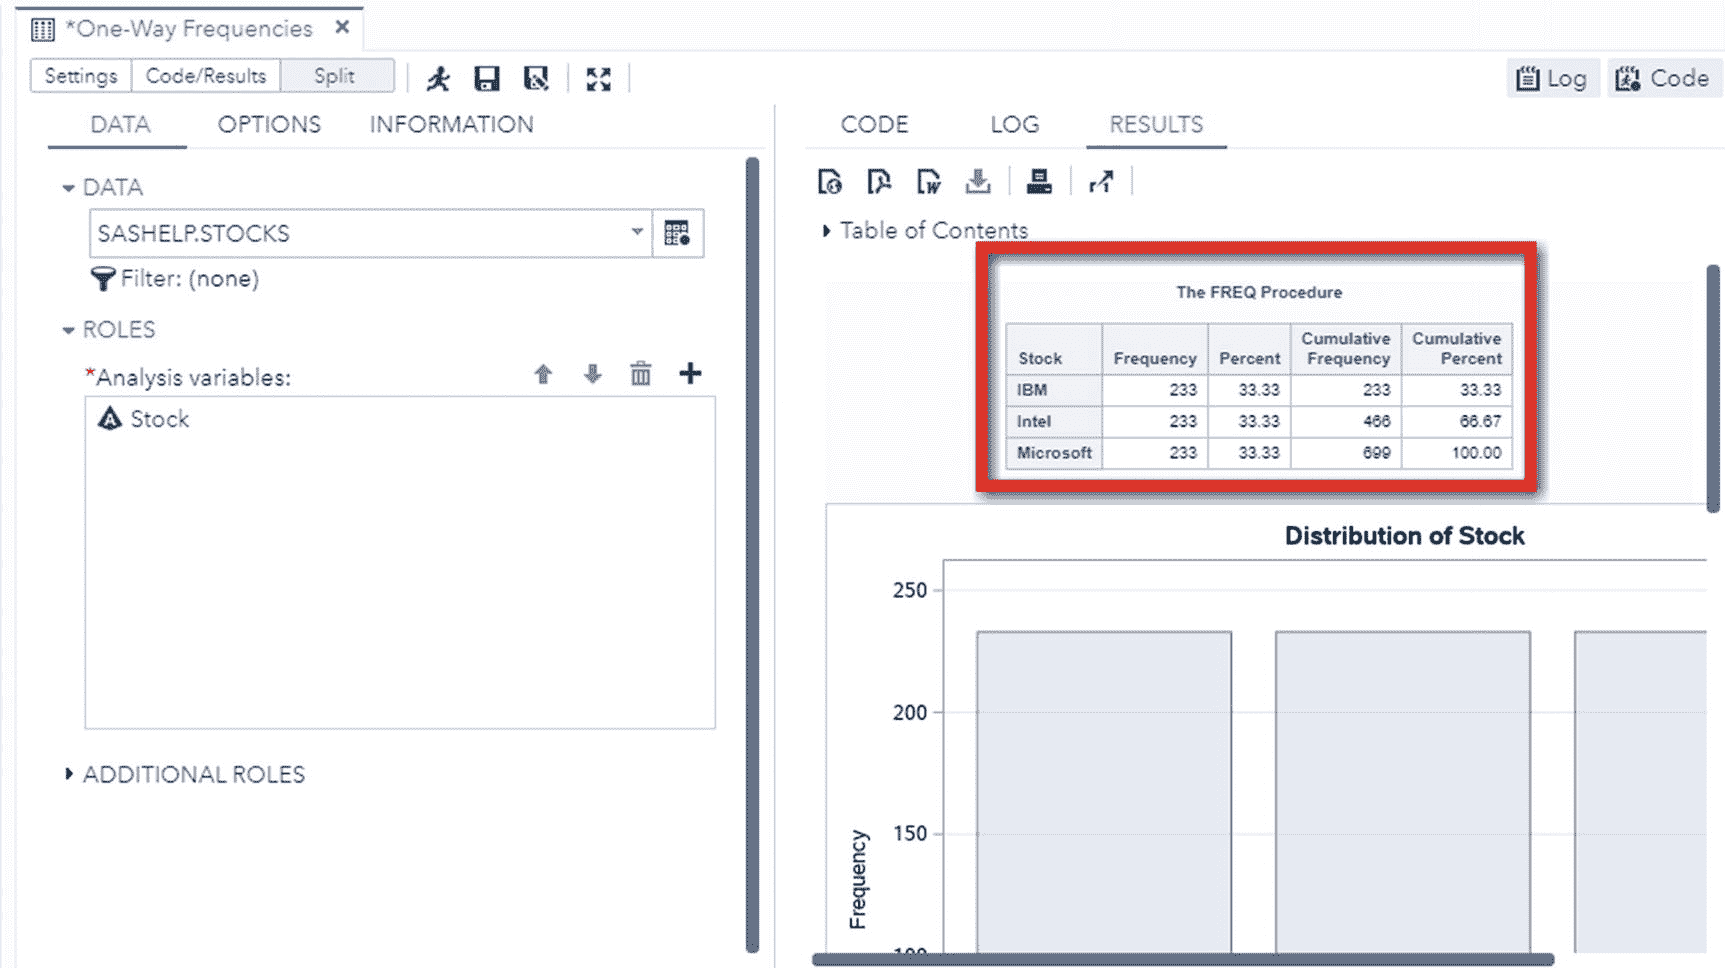 *One-Way Frequencies
Settings Code/Results Split
Log Code
DATA OPTIONS INFORMATION
DATA
SASHELP.STOCKS
Filter: (none)
ROLES
*Analysis variables:
Stock
ADDITIONAL ROLES
CODE LOG RESULTS
Table of Contents
The FREQ Procedure
Stock Frequency Percent Cumulative Frequency Cumulative Percent
IBM 233 33.33 233 33.33
Intel 233 33.33 466 66.67
Microsoft 233 33.33 699 100.00
Distribution of Stock
250
200
150
100
Frequency